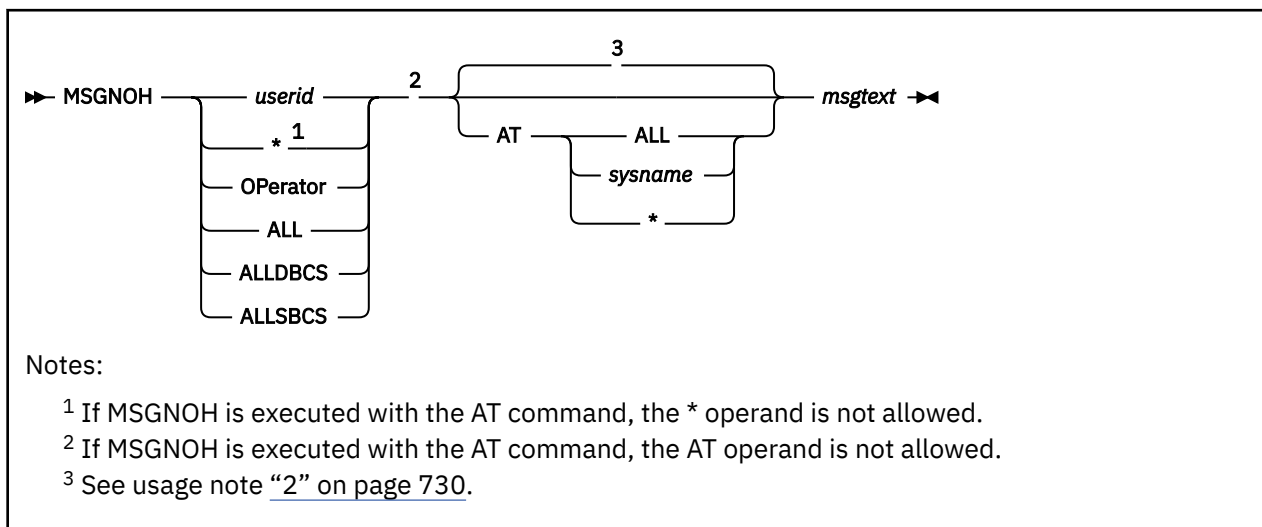 3
►► MSGNOH userid 2 msgtext ►◄
* 1 AT ALL
OPerator sysname
ALL *
ALLDBCS
ALLSBCS
Notes:
1 If MSGNOH is executed with the AT command, the * operand is not allowed.
2 If MSGNOH is executed with the AT command, the AT operand is not allowed.
3 See usage note “2” on page 730.